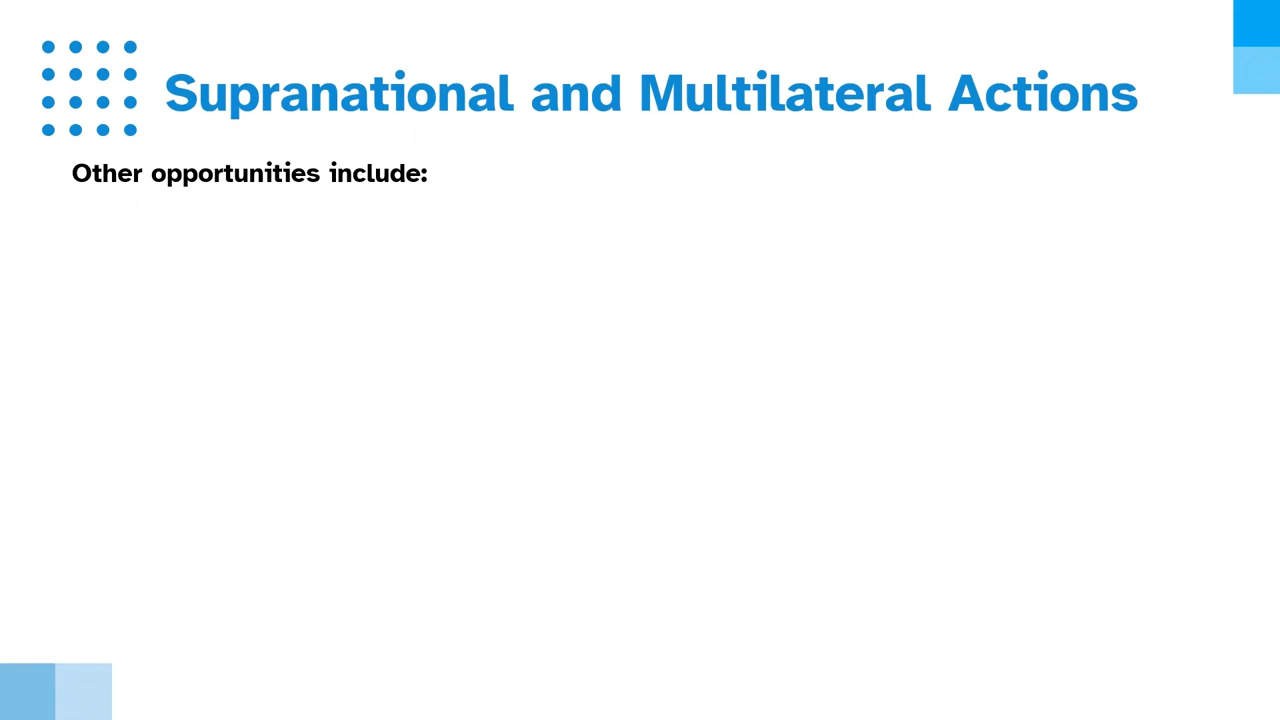 Supranational and Multilateral Actions
Other opportunities include: